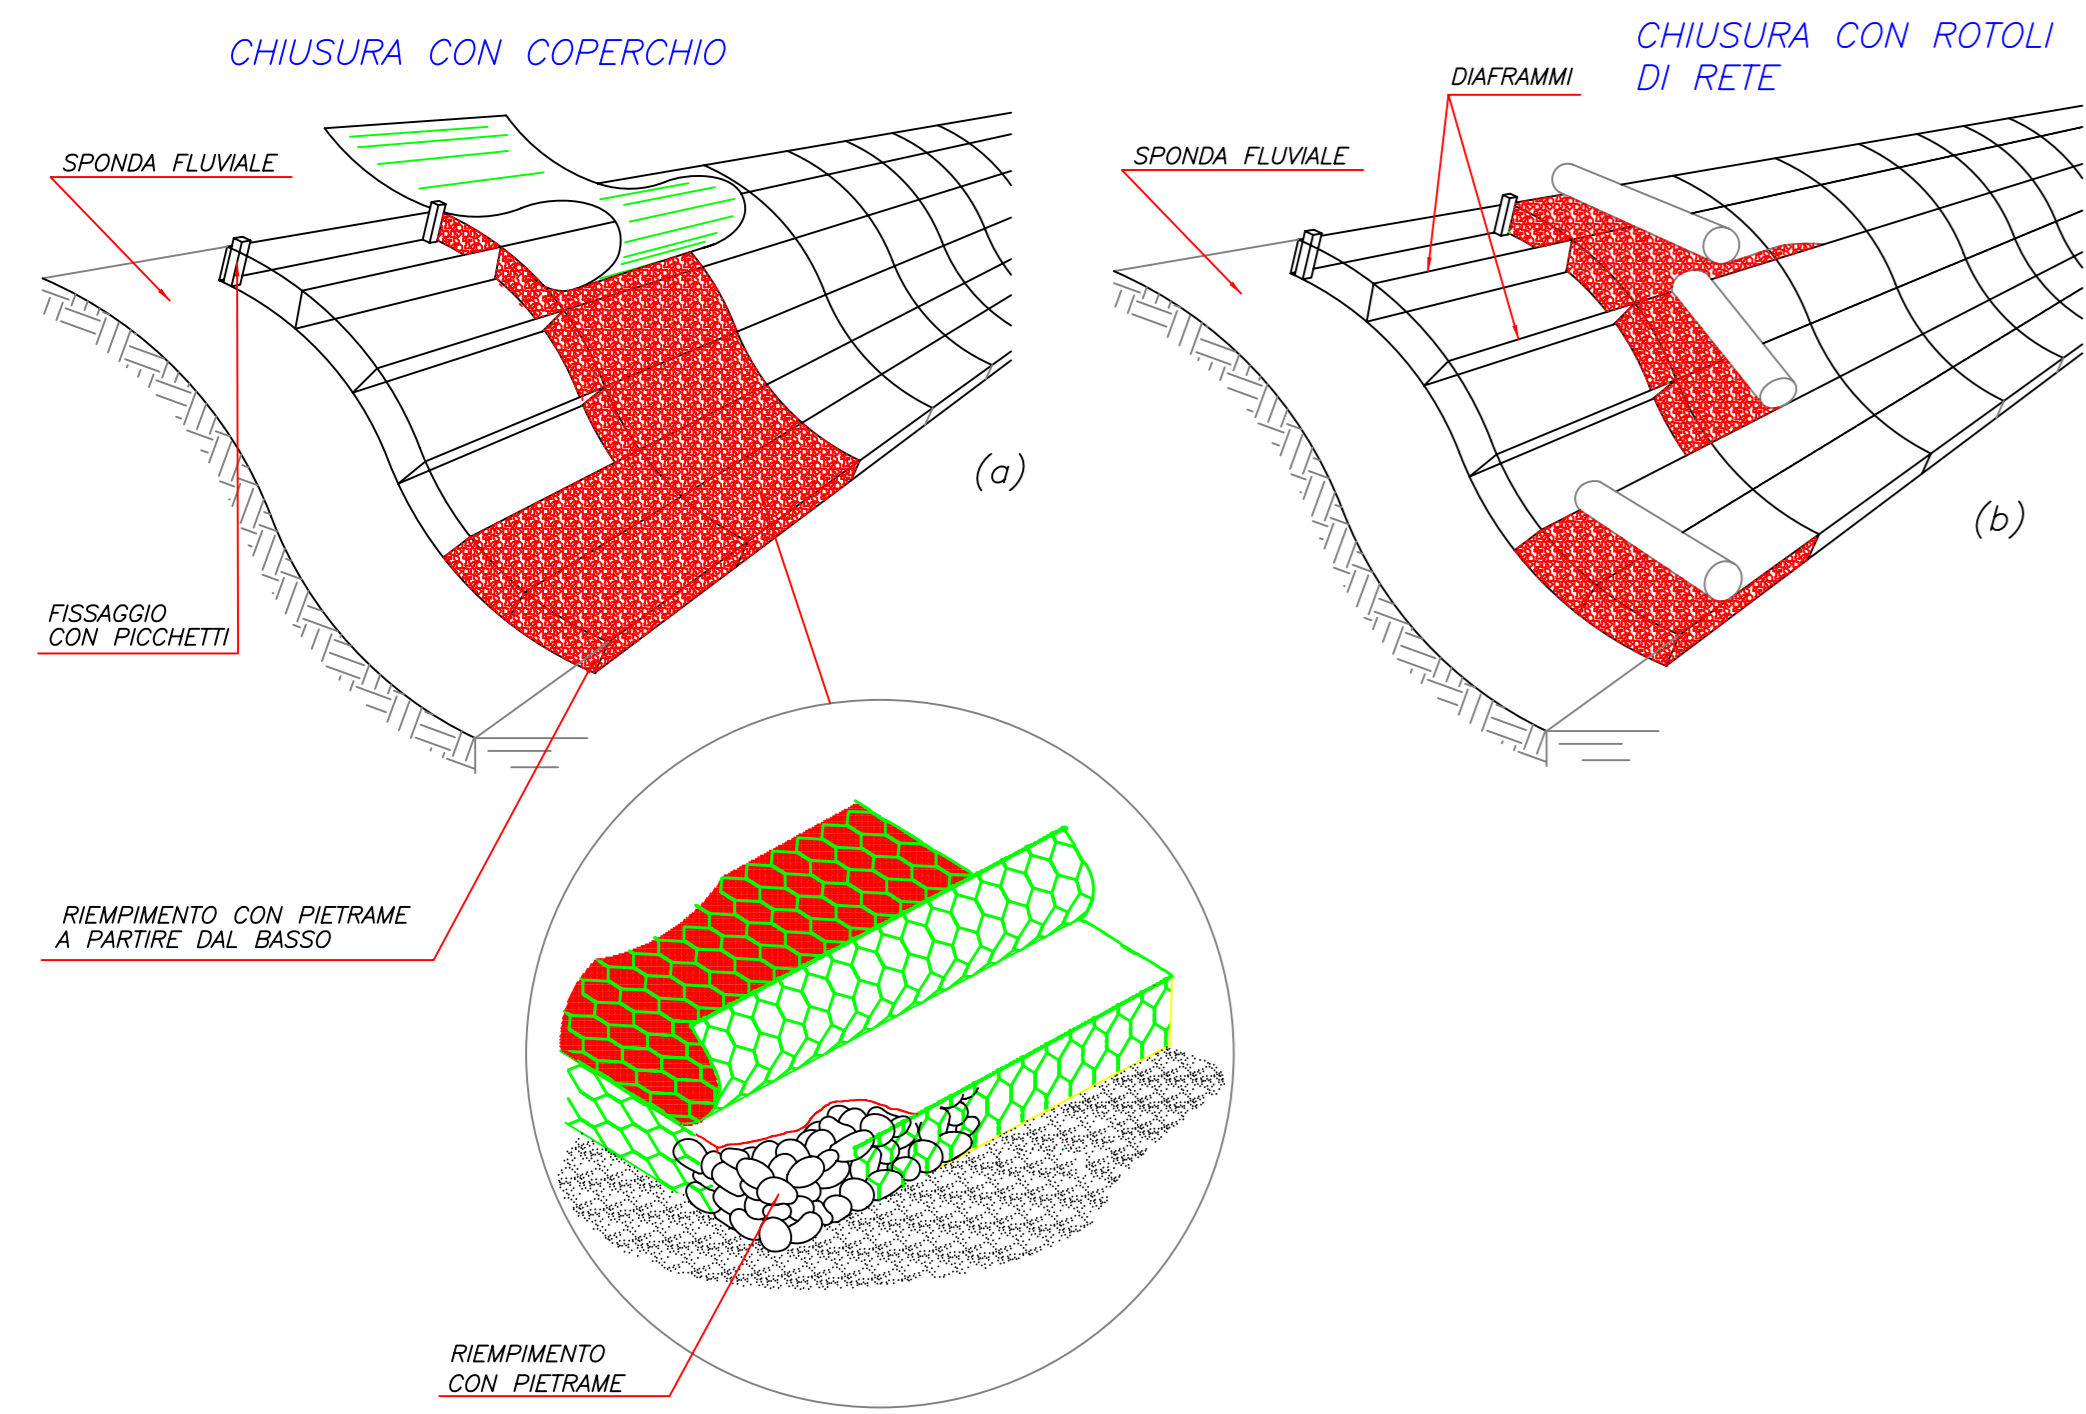 CHIUSURA CON COPERCHIO
SPONDA FLUVIALE
FISSAGGIO
CON PICCHETTI
(a)
RIEMPIMENTO CON PIETRAME
A PARTIRE DAL BASSO
RIEMPIMENTO
CON PIETRAME
CHIUSURA CON ROTOLI
DI RETE
DIAFRAMMI
SPONDA FLUVIALE
(b)